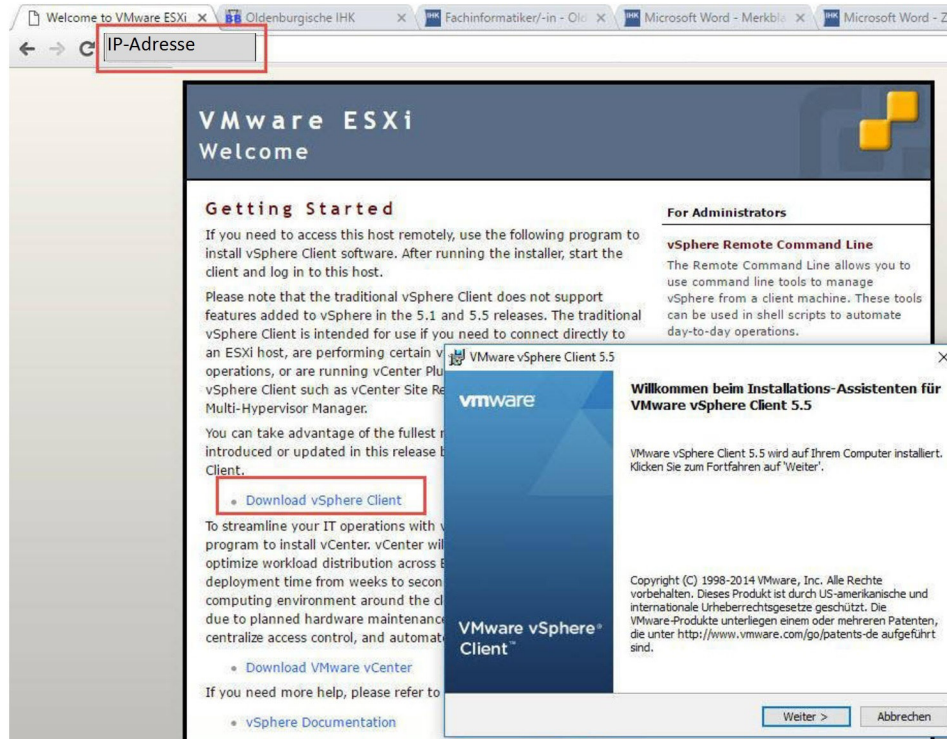 Welcome to VMware ESXi
Oldenburgische IHK
Fachinformatiker/-in - Olo
Microsoft Word - Merkbla
Microsoft Word - Z
IP-Adresse
VMware ESXi
Welcome
Getting Started
If you need to access this host remotely, use the following program to
install vSphere Client software. After running the installer, start the
client and log in to this host.
Please note that the traditional vSphere Client does not support
features added to vSphere in the 5.1 and 5.5 releases. The traditional
vSphere Client is intended for use if you need to connect directly to
an ESXi host, are performing certain v
operations, or are running vCenter Plu
vSphere Client such as vCenter Site Re
Multi-Hypervisor Manager.
You can take advantage of the fullest
introduced or updated in this release
Client.
Download vSphere Client
To streamline your IT operations with
program to install vCenter. vCenter wil
optimize workload distribution across
deployment time from weeks to secon
computing environment around the cl
due to planned hardware maintenance
centralize access control, and automat
Download VMware vCenter
If you need more help, please refer to
vSphere Documentation
For Administrators
vSphere Remote Command Line
The Remote Command Line allows you to
use command line tools to manage
vSphere from a client machine. These tools
can be used in shell scripts to automate
day-to-day operations.
VMware vSphere Client 5.5
vmware
VMware vSphere®
Client™
Willkommen beim Installations-Assistenten für
VMware vSphere Client 5.5
VMware vSphere Client 5.5 wird auf Ihrem Computer installiert.
Klicken Sie zum Fortfahren auf 'Weiter'.
Copyright (C) 1998-2014 VMware, Inc. Alle Rechte
vorbehalten. Dieses Produkt ist durch US-amerikanische und
internationale Urheberrechtsgesetze geschützt. Die
VMware-Produkte unterliegen einem oder mehreren Patenten,
die unter http://www.vmware.com/go/patents-de aufgeführt
sind.
Weiter >
Abbrechen